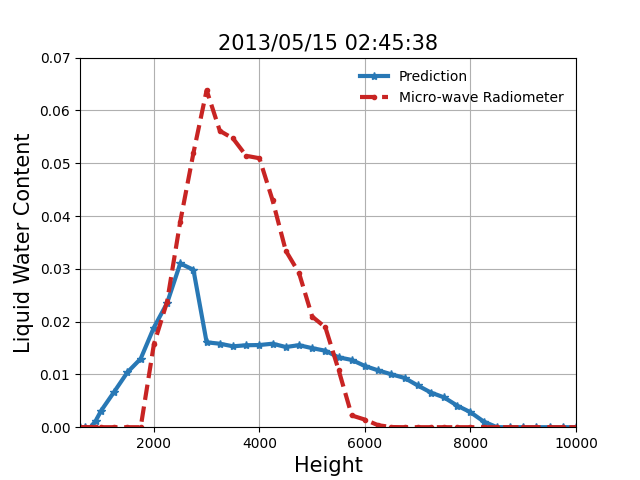 2013/05/15 02:45:38
0.07
0.06
0.05
0.04
0.03
0.02
0.01
0.00
Liquid Water Content
Prediction
Micro-wave Radiometer
2000 4000 6000 8000 10000
Height